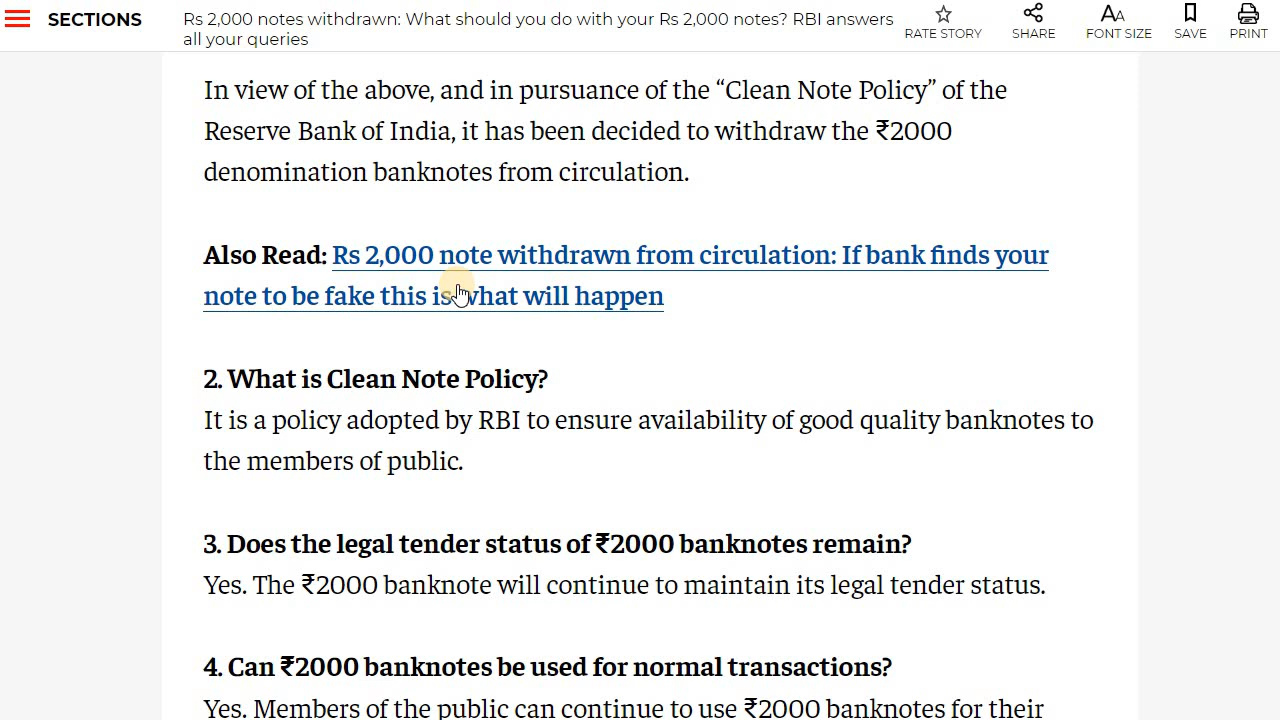 SECTIONS
Rs 2,000 notes withdrawn: What should you do with your Rs 2,000 notes? RBI answers
all your queries
RATE STORY
SHARE
AA
FONT SIZE
SAVE
PRINT
In view of the above, and in pursuance of the “Clean Note Policy” of the
Reserve Bank of India, it has been decided to withdraw the ₹2000
denomination banknotes from circulation.
Also Read: Rs 2,000 note withdrawn from circulation: If bank finds your
note to be fake this is what will happen
2. What is Clean Note Policy?
It is a policy adopted by RBI to ensure availability of good quality banknotes to
the members of public.
3. Does the legal tender status of ₹2000 banknotes remain?
Yes. The ₹2000 banknote will continue to maintain its legal tender status.
4. Can ₹2000 banknotes be used for normal transactions?
Yes. Members of the public can continue to use ₹2000 banknotes for their